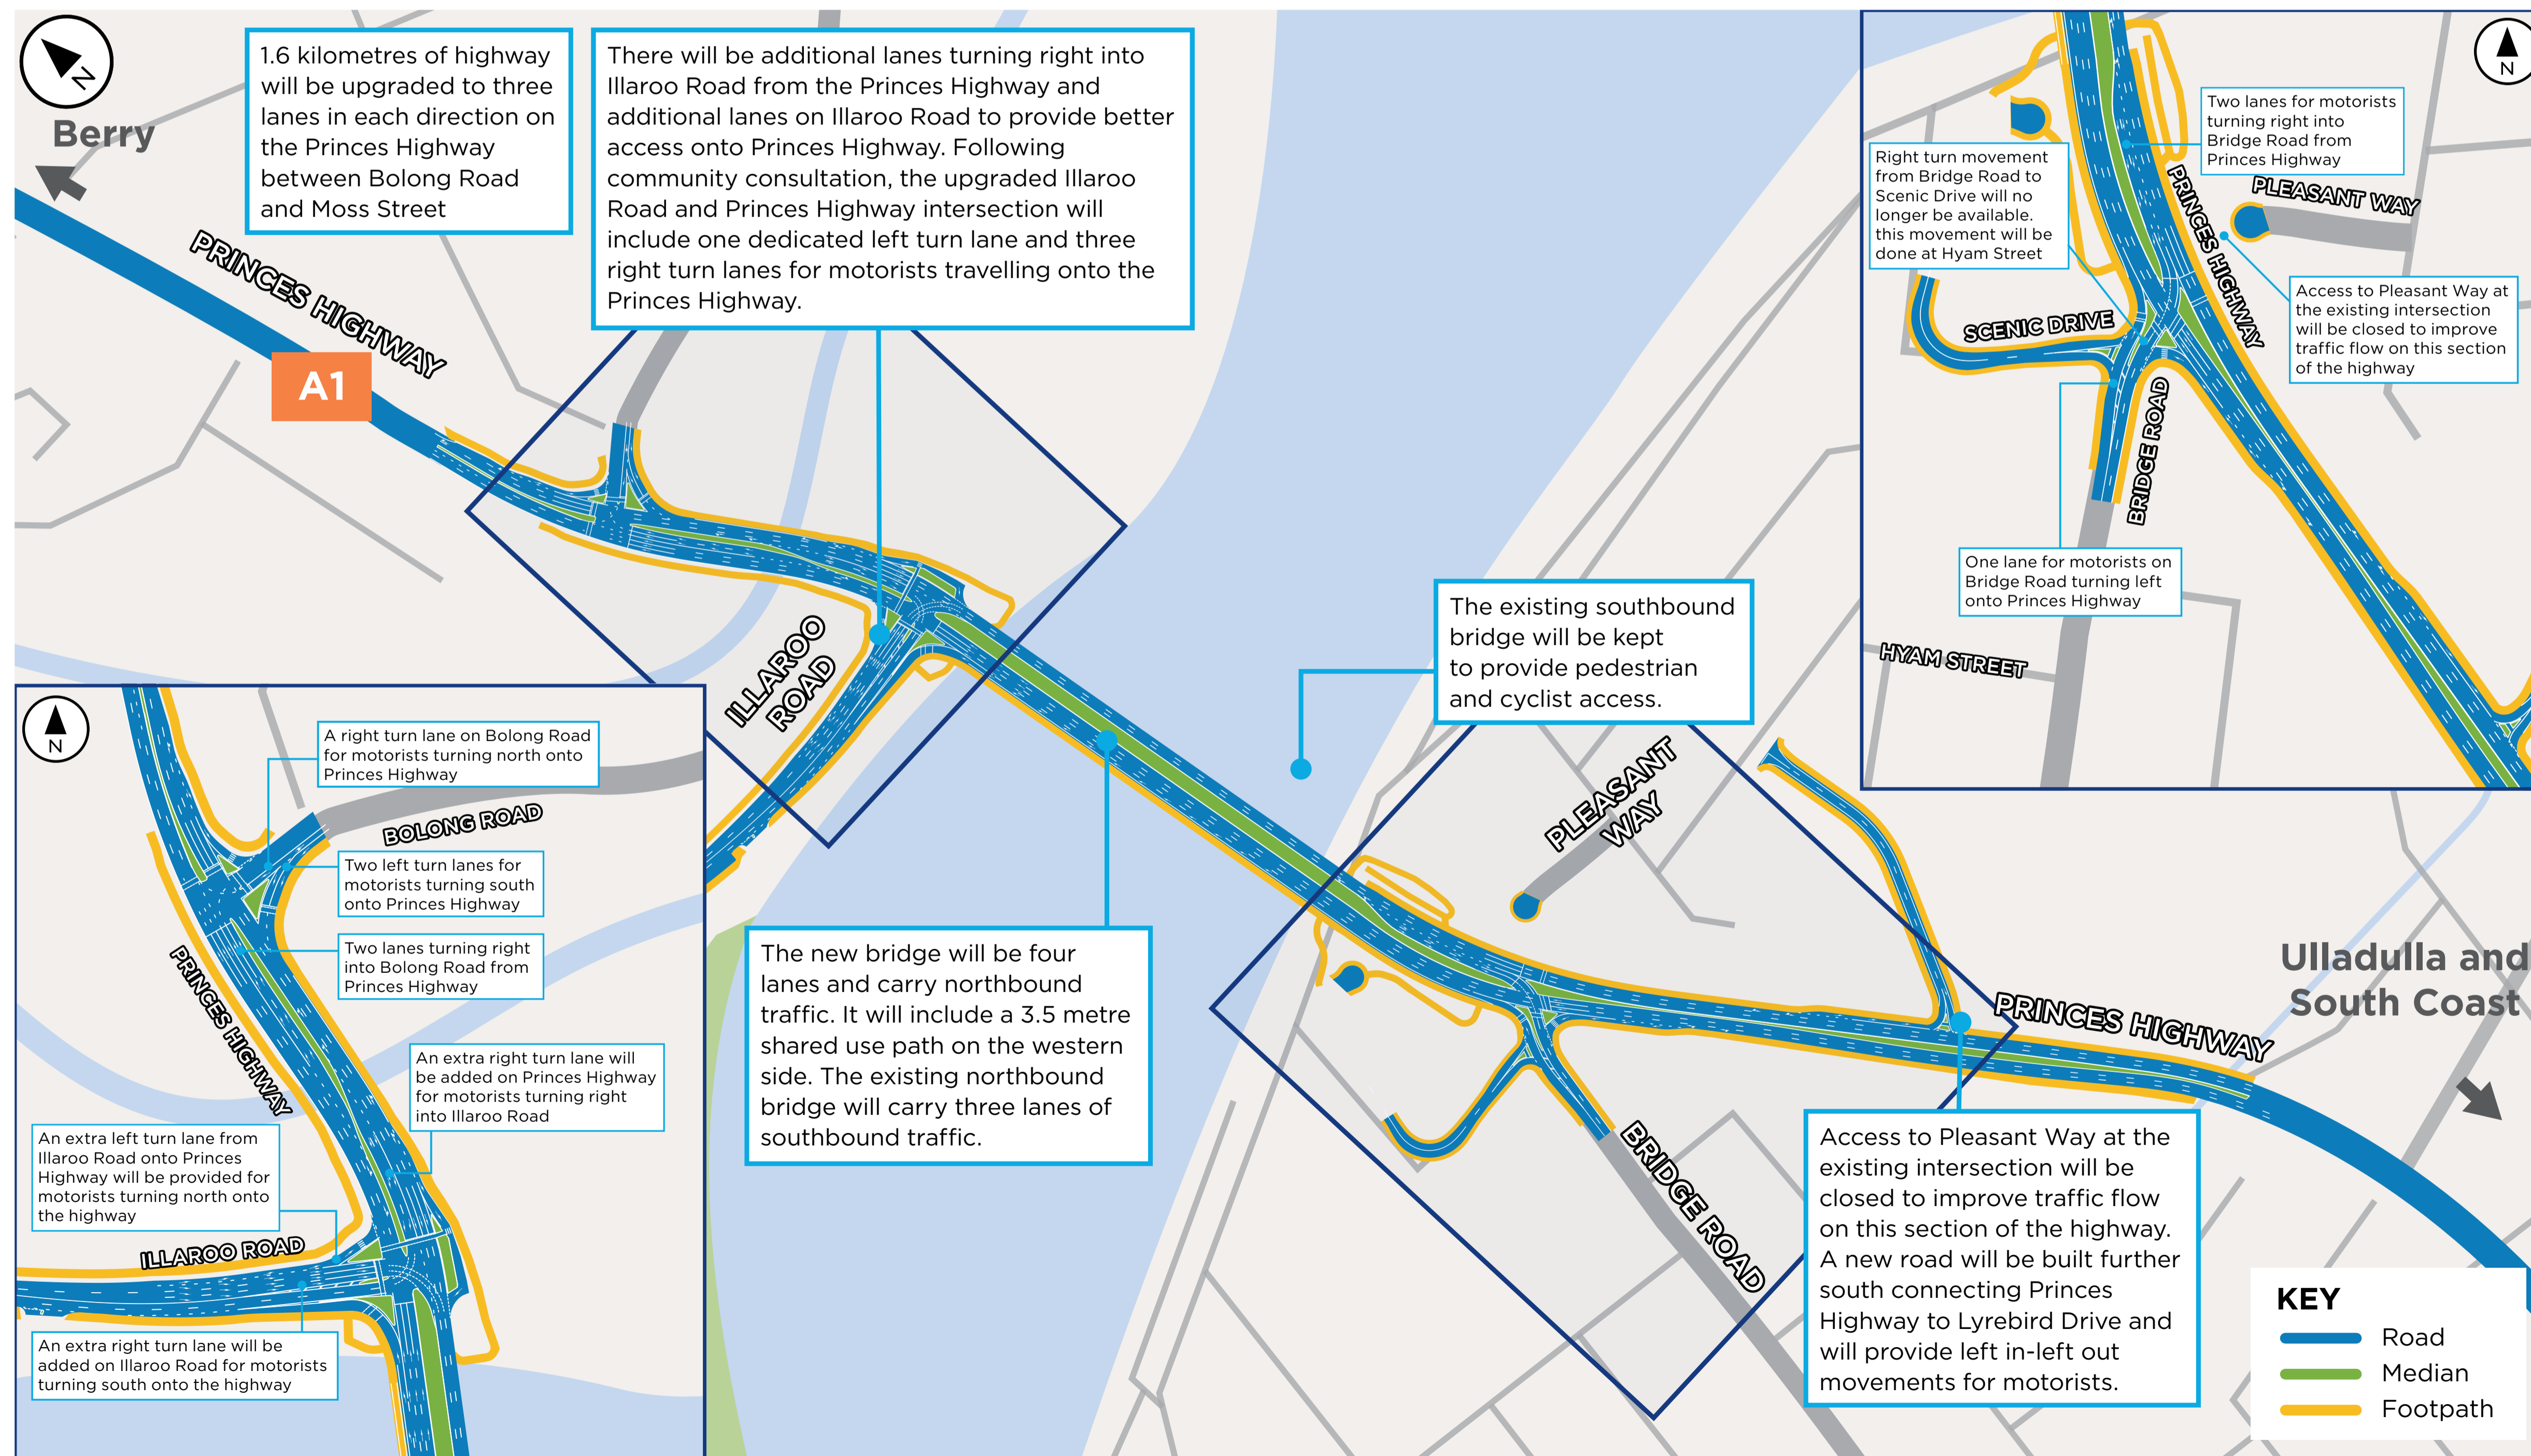 N
Berry
1.6 kilometres of highway
will be upgraded to three
lanes in each direction on
the Princes Highway
between Bolong Road
and Moss Street
There will be additional lanes turning right into
Illaroo Road from the Princes Highway and
additional lanes on Illaroo Road to provide better
access onto Princes Highway. Following
community consultation, the upgraded Illaroo
Road and Princes Highway intersection will
include one dedicated left turn lane and three
right turn lanes for motorists travelling onto the
Princes Highway.
PRINCES HIGHWAY
A1
ILLAROO
ROAD
The existing southbound
bridge will be kept
to provide pedestrian
and cyclist access.
PLEASANT
WAY
The new bridge will be four
lanes and carry northbound
traffic. It will include a 3.5 metre
shared use path on the western
side. The existing northbound
bridge will carry three lanes of
southbound traffic.
BRIDGE ROAD
PRINCES HIGHWAY
Ulladulla and
South Coast
Access to Pleasant Way at the
existing intersection will be
closed to improve traffic flow
on this section of the highway.
A new road will be built further
south connecting Princes
Highway to Lyrebird Drive and
will provide left in-left out
movements for motorists.
N
Two lanes for motorists
turning right into
Bridge Road from
Princes Highway
Right turn movement
from Bridge Road to
Scenic Drive will no
longer be available.
this movement will be
done at Hyam Street
PLEASANT WAY
PRINCES HIGHWAY
Access to Pleasant Way at
the existing intersection
will be closed to improve
traffic flow on this section
of the highway
SCENIC DRIVE
BRIDGE ROAD
One lane for motorists on
Bridge Road turning left
onto Princes Highway
HYAM STREET
N
A right turn lane on Bolong Road
for motorists turning north onto
Princes Highway
BOLONG ROAD
Two left turn lanes for
motorists turning south
onto Princes Highway
Two lanes turning right
into Bolong Road from
Princes Highway
PRINCES HIGHWAY
An extra right turn lane will
be added on Princes Highway
for motorists turning right
into Illaroo Road
An extra left turn lane from
Illaroo Road onto Princes
Highway will be provided for
motorists turning north onto
the highway
ILLAROO ROAD
An extra right turn lane will be
added on Illaroo Road for motorists
turning south onto the highway
KEY
Road
Median
Footpath